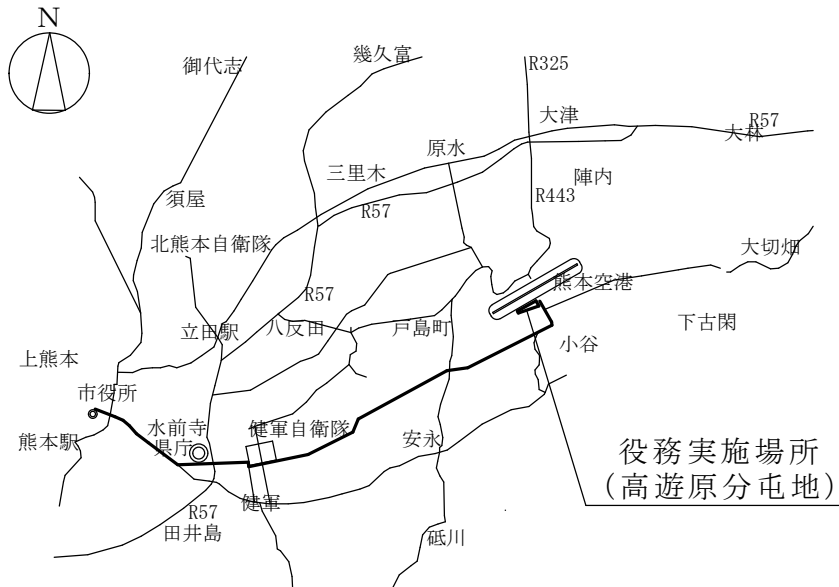 N
御代志
幾久富
R325
大津
R57
大林
原水
三里木
陣内
須屋
R57
R443
北熊本自衛隊
大切畑
熊本空港
R57
立田駅
八反田
戸島町
下古閑
小谷
上熊本
市役所
水前寺
県庁
健軍自衛隊
安永
熊本駅
役務実施場所
(高遊原分屯地)
健軍
R57
田井島
砥川